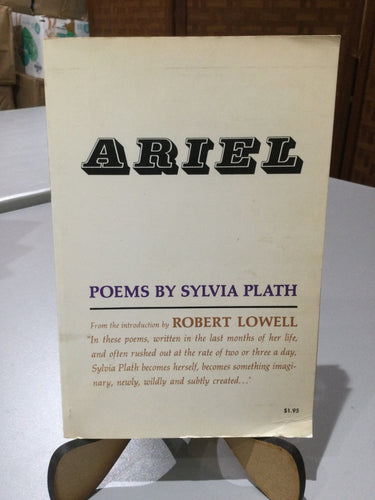 ARIEL
POEMS BY SYLVIA PLATH
From the introduction by ROBERT LOWELL
"In these poems, written in the last months of her life,
and often rushed out at the rate of two or three a day,
Sylvia Plath becomes herself, becomes something imagi-
nary, newly, wildly and subtly created..."
$1.95